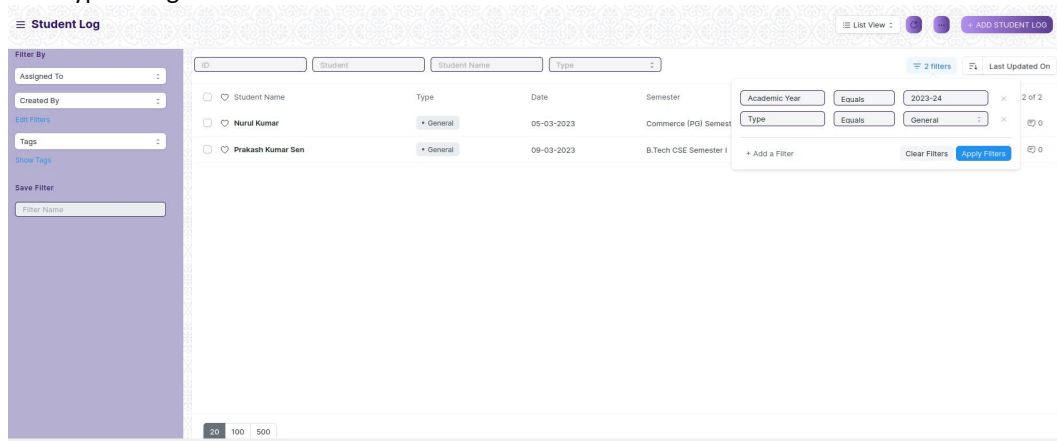 Student Log
List View
+ ADD STUDENT LOG
Filter By
Assigned To
Created By
Edit Filters
Tags
Show Tags
Save Filter
Filter Name
ID
Student
Student Name
Type
2 filters
Last Updated On
Student Name
Type
Date
Semester
2 of 2
Nurul Kumar
• General
05-03-2023
Commerce (PG) Semest
0
Prakash Kumar Sen
• General
09-03-2023
B.Tech CSE Semester I
0
Academic Year
Equals
2023-24
Type
Equals
General
+ Add a Filter
Clear Filters
Apply Filters
20
100
500